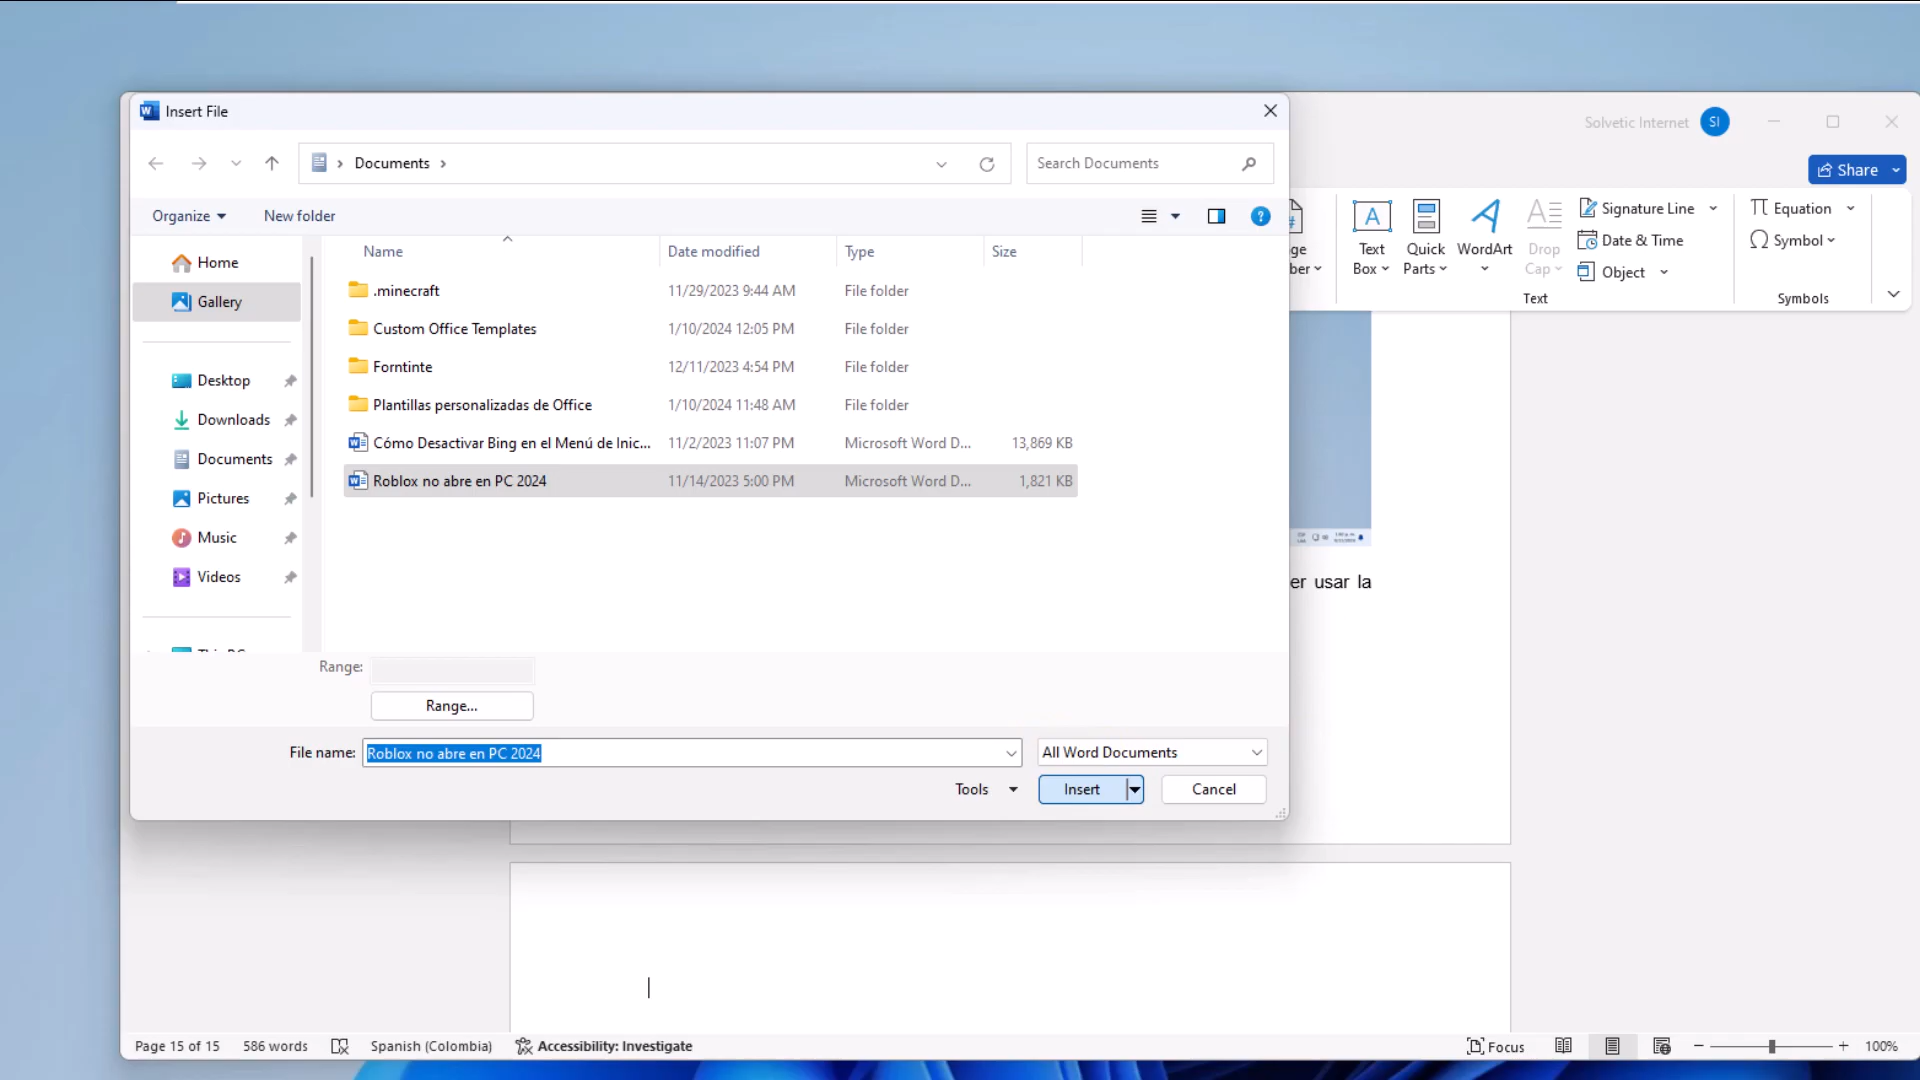 Insert File
Solvetic Internet SI
Documents
Search Documents
Share
Organize
New folder
Name Date modified Type Size
Home
Gallery
Desktop
Downloads
Documents
Pictures
Music
Videos
This PC
.minecraft 11/29/2023 9:44 AM File folder
Custom Office Templates 1/10/2024 12:05 PM File folder
Forntinte 12/11/2023 4:54 PM File folder
Plantillas personalizadas de Office 1/10/2024 11:48 AM File folder
Cómo Desactivar Bing en el Menú de Inic... 11/2/2023 11:07 PM Microsoft Word D... 13,869 KB
Roblox no abre en PC 2024 11/14/2023 5:00 PM Microsoft Word D... 1,821 KB
Range:
Range...
File name: Roblox no abre en PC 2024
All Word Documents
Tools
Insert
Cancel
ge
ber
Text
Box
Quick
Parts
WordArt
Drop
Cap
Signature Line
Date & Time
Object
Text
Equation
Symbol
Symbols
er usar la
Page 15 of 15
586 words
Spanish (Colombia)
Accessibility: Investigate
Focus
100%